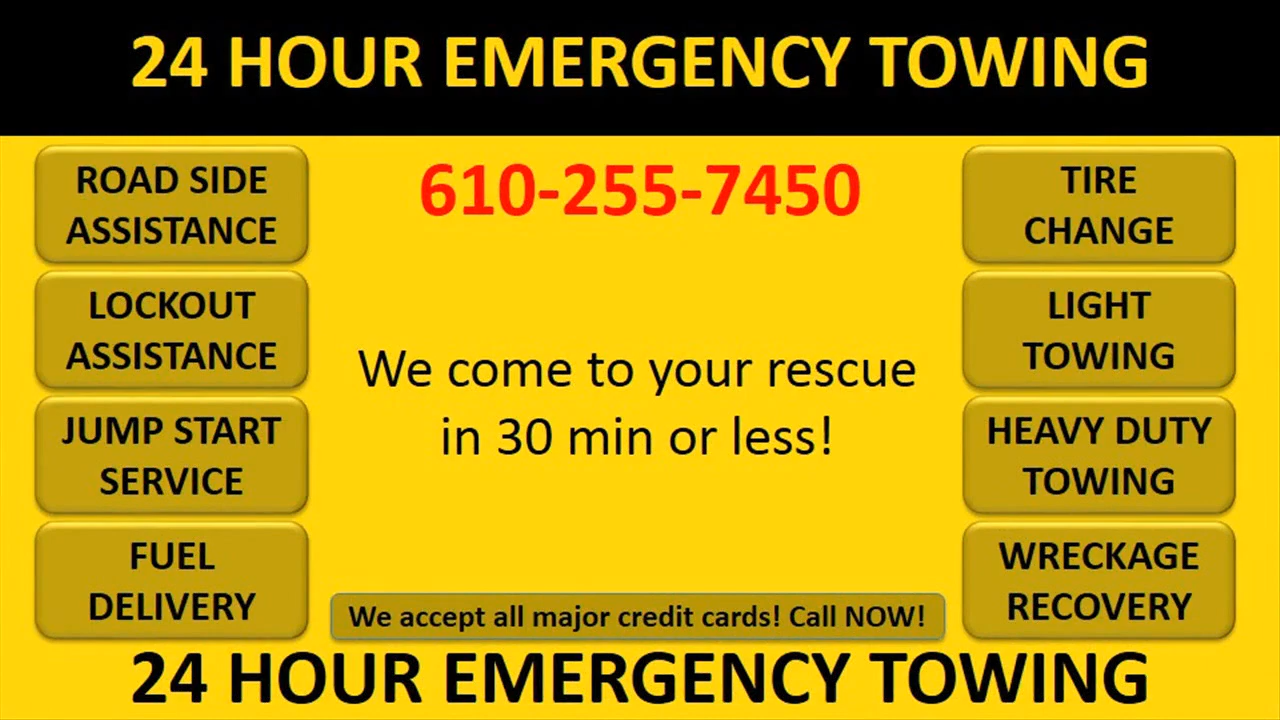 24 HOUR EMERGENCY TOWING
ROAD SIDE
ASSISTANCE
LOCKOUT
ASSISTANCE
JUMP START
SERVICE
FUEL
DELIVERY
610-255-7450
We come to your rescue
in 30 min or less!
We accept all major credit cards! Call NOW!
TIRE
CHANGE
LIGHT
TOWING
HEAVY DUTY
TOWING
WRECKAGE
RECOVERY
24 HOUR EMERGENCY TOWING